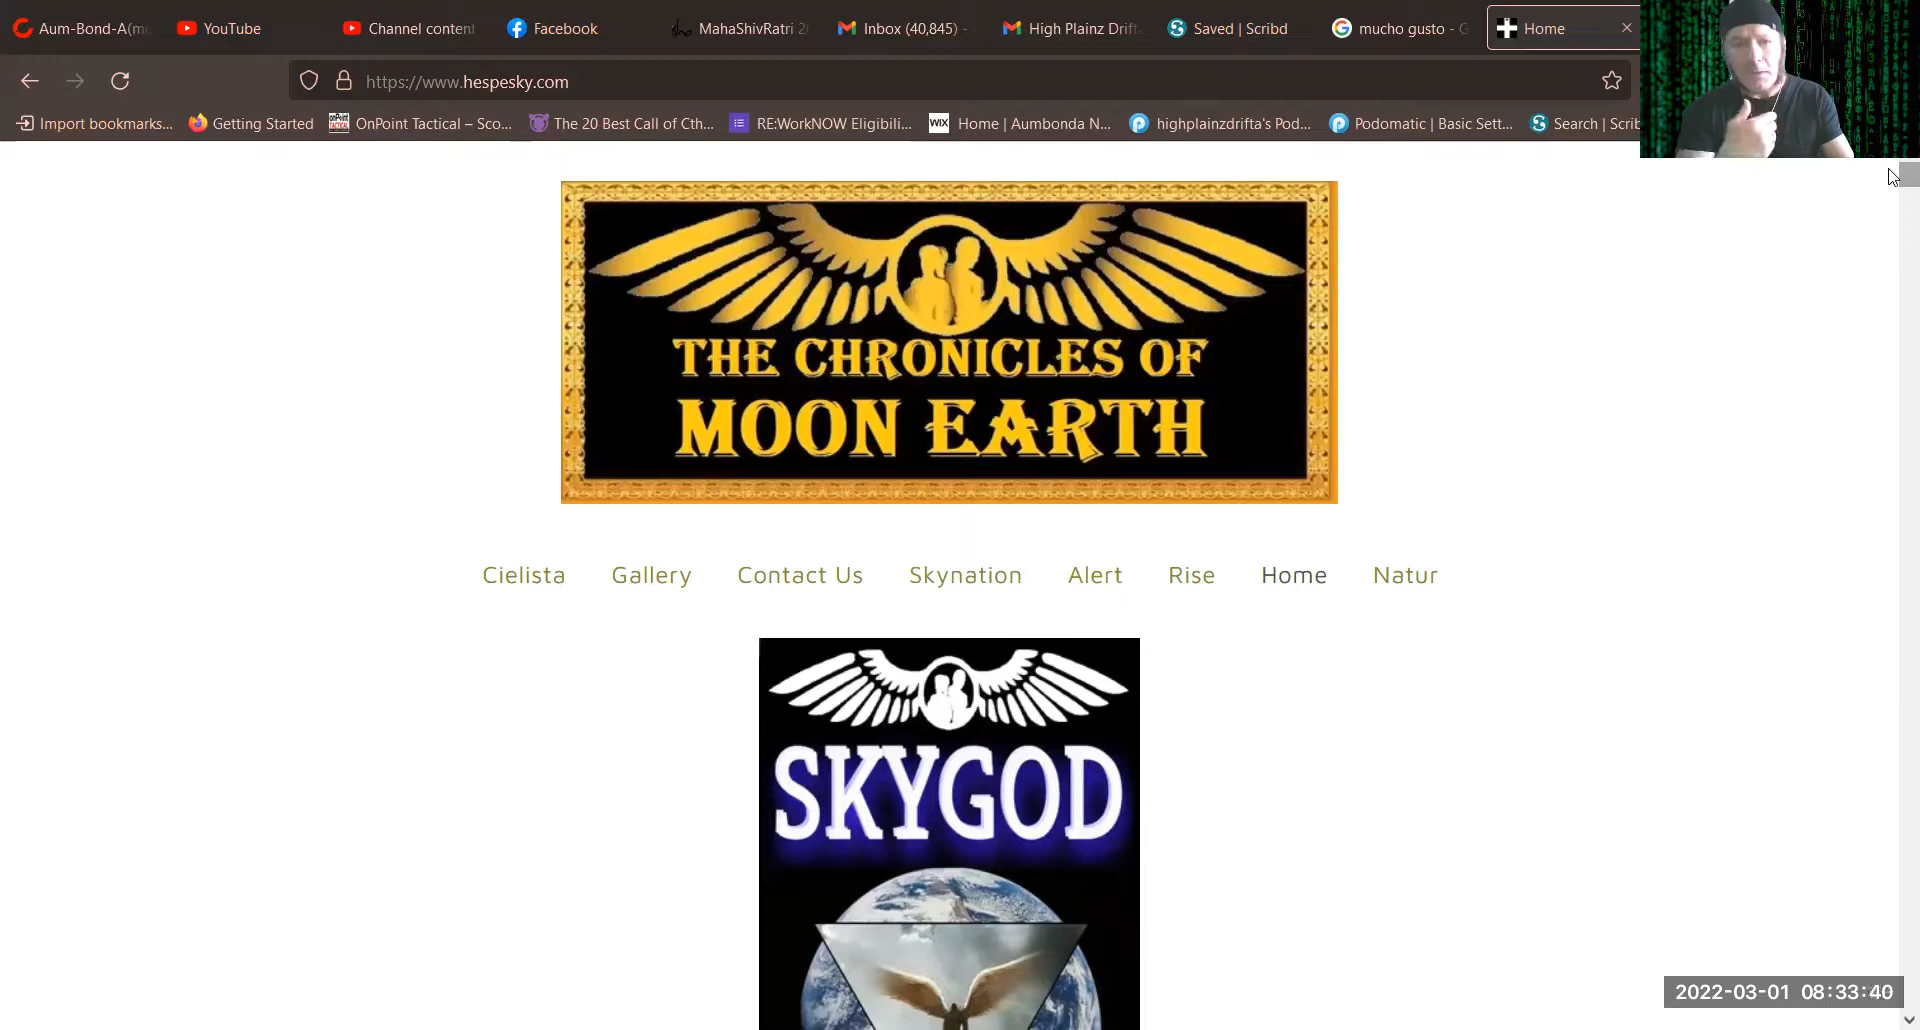 Aum-Bond-A(me
YouTube
Channel content
Facebook
MahaShivRatri 2
Inbox (40,845) -
High Plainz Drift
Saved | Scribd
mucho gusto - G
Home
https://www.hespesky.com
Import bookmarks...
Getting Started
OnPoint Tactical – Sco...
The 20 Best Call of Cth...
RE:WorkNOW Eligibili...
WIX
Home | Aumbonda N...
highplainzdrifta's Pod...
Podomatic | Basic Sett...
Search | Scrib
THE CHRONICLES OF
MOON EARTH
Cielista Gallery Contact Us Skynation Alert Rise Home Natur
SKYGOD
2022-03-01 08:33:40